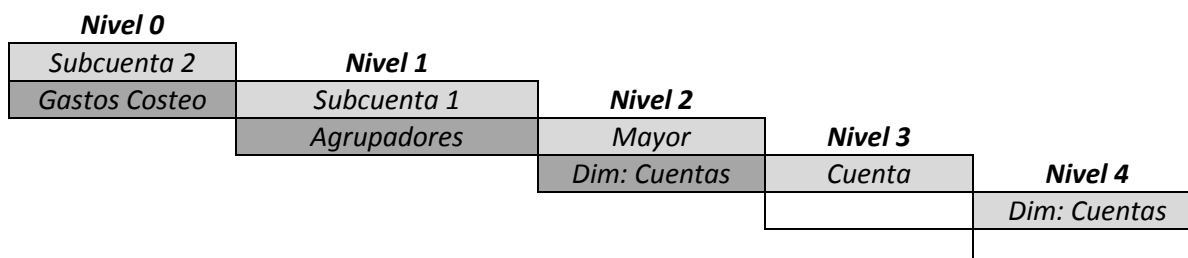 Nivel 0
Subcuenta 2 Nivel 1
Gastos Costeo Subcuenta 1 Nivel 2
Agrupadores Mayor Nivel 3
Dim: Cuentas Cuenta Nivel 4
Dim: Cuentas